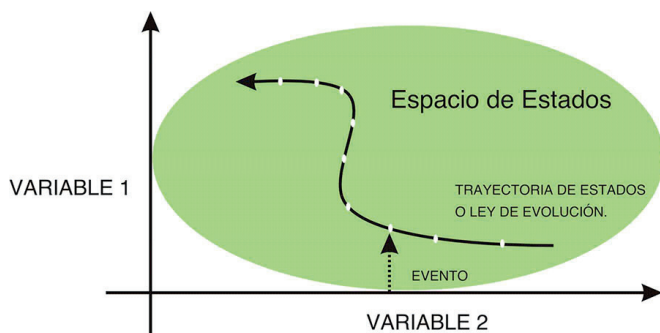 Espacio de Estados
VARIABLE 1
TRAYECTORIA DE ESTADOS
O LEY DE EVOLUCIÓN.
EVENTO
VARIABLE 2